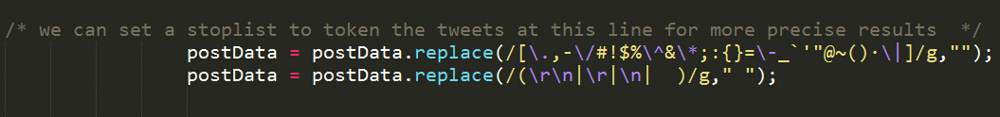 /* we can set a stoplist to token the tweets at this line for more precise results  */
postData = postData.replace(/[\.,-\/#!$%\^&\*;:{}=\-_`'"@~()·\|]/g,"");
postData = postData.replace(/(\r\n|\r|\n|  )/g," ");